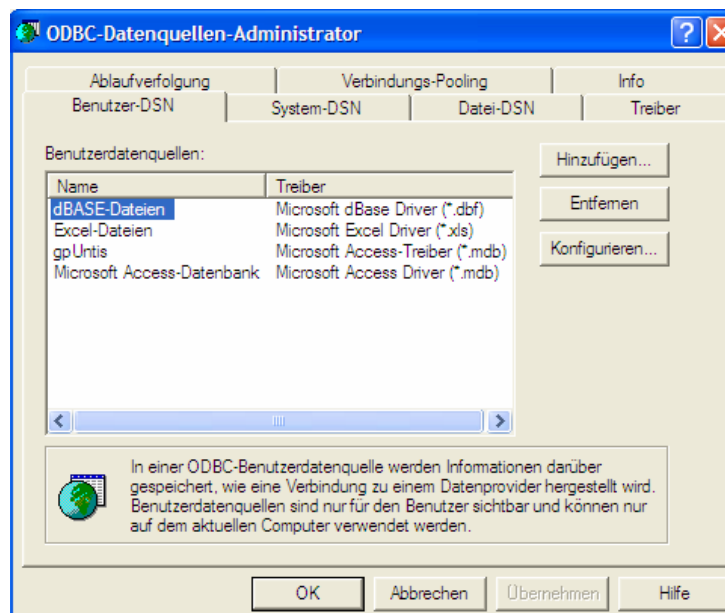 ODBC-Datenquellen-Administrator
Ablaufverfolgung Verbindungs-Pooling Info
Benutzer-DSN System-DSN Datei-DSN Treiber
Benutzerdatenquellen:
Name Treiber
dBASE-Dateien Microsoft dBase Driver (*.dbf)
Excel-Dateien Microsoft Excel Driver (*.xls)
gpUntis Microsoft Access-Treiber (*.mdb)
Microsoft Access-Datenbank Microsoft Access Driver (*.mdb)
Hinzufügen...
Entfernen
Konfigurieren...
In einer ODBC-Benutzerdatenquelle werden Informationen darüber
gespeichert, wie eine Verbindung zu einem Datenprovider hergestellt wird.
Benutzerdatenquellen sind nur für den Benutzer sichtbar und können nur
auf dem aktuellen Computer verwendet werden.
OK Abbrechen Übernehmen Hilfe